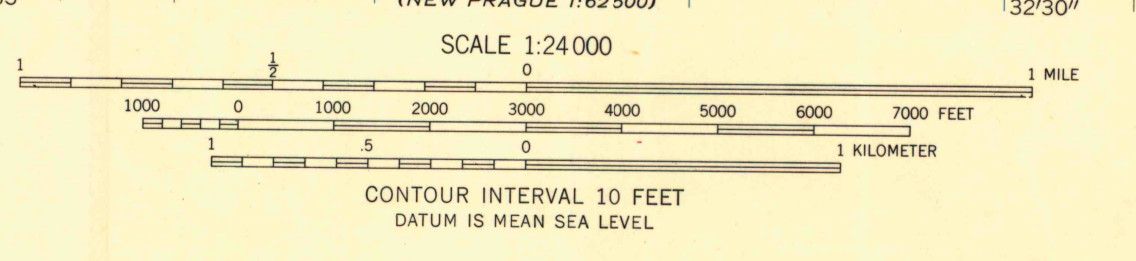 (NEW PRAGUE 1:62500)
32'30"
SCALE 1:24000
1 ½ 0 1 MILE
1000 0 1000 2000 3000 4000 5000 6000 7000 FEET
1 .5 0 1 KILOMETER
CONTOUR INTERVAL 10 FEET
DATUM IS MEAN SEA LEVEL